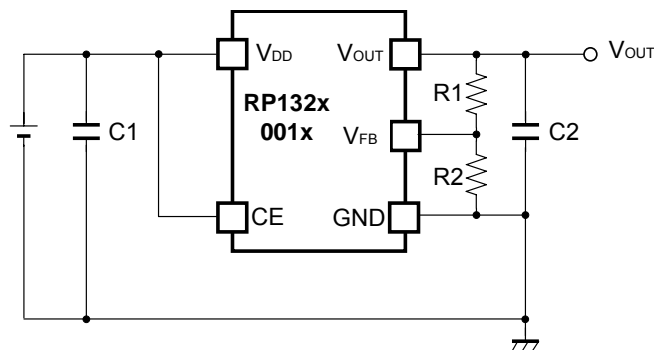 VDD
VOUT
VOUT
R1
RP132x
001x
C1
VFB
C2
R2
CE
GND